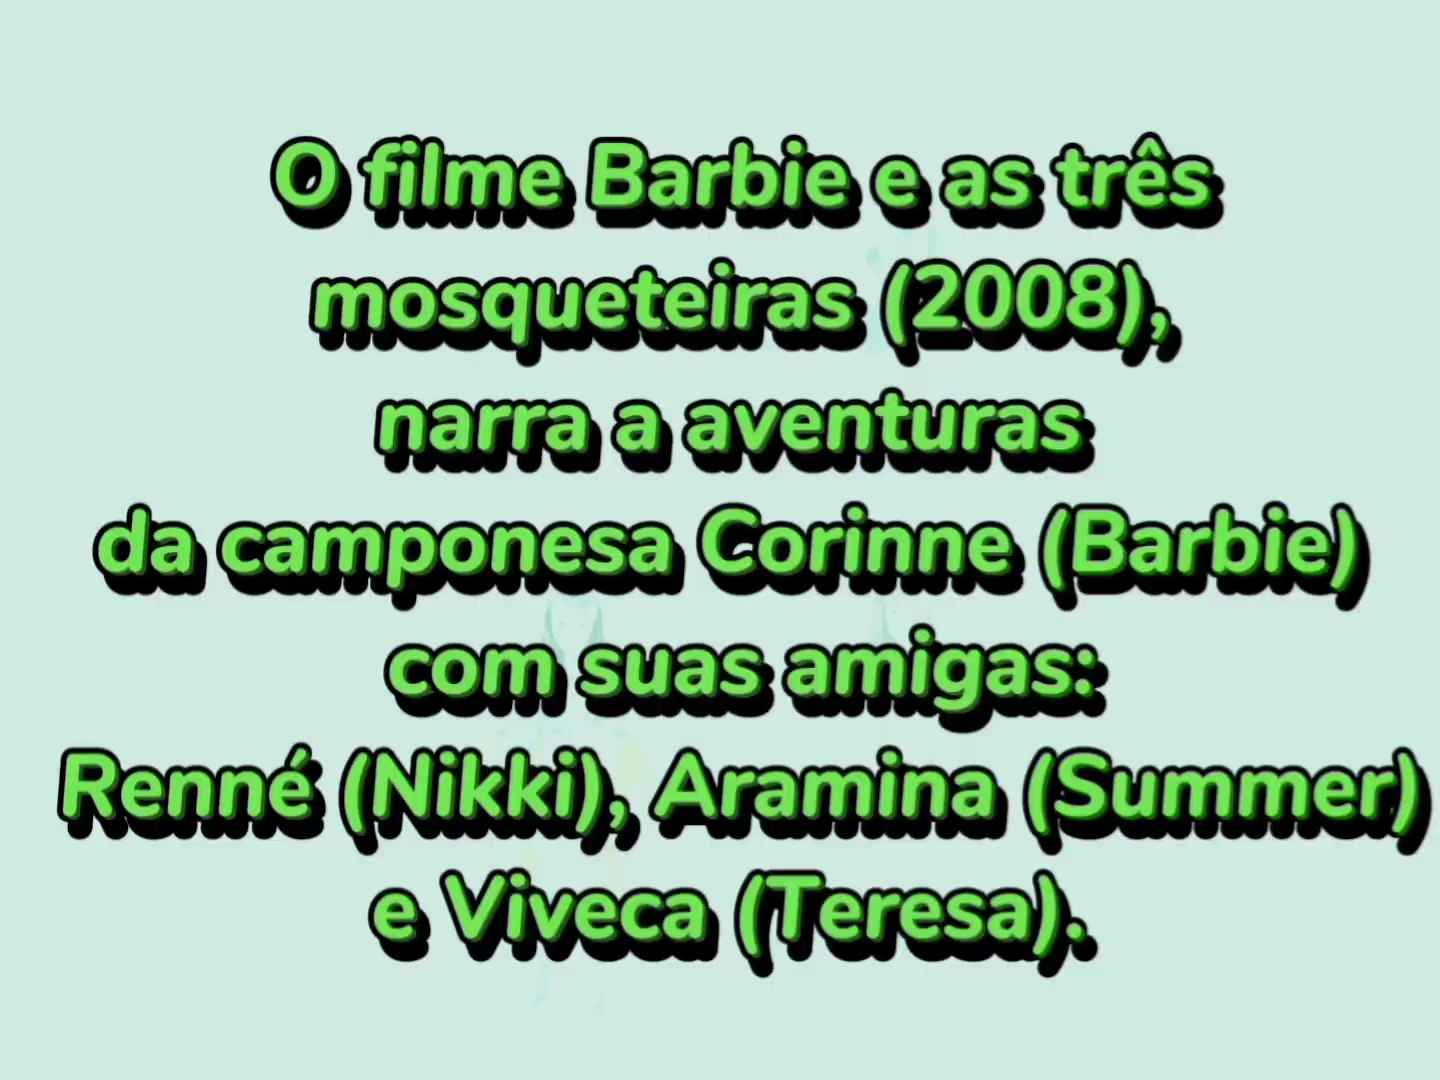 O filme Barbie e as três
mosqueteiras (2008),
narra a aventuras
da camponesa Corinne (Barbie)
com suas amigas:
Renné (Nikki), Aramina (Summer)
e Viveca (Teresa).